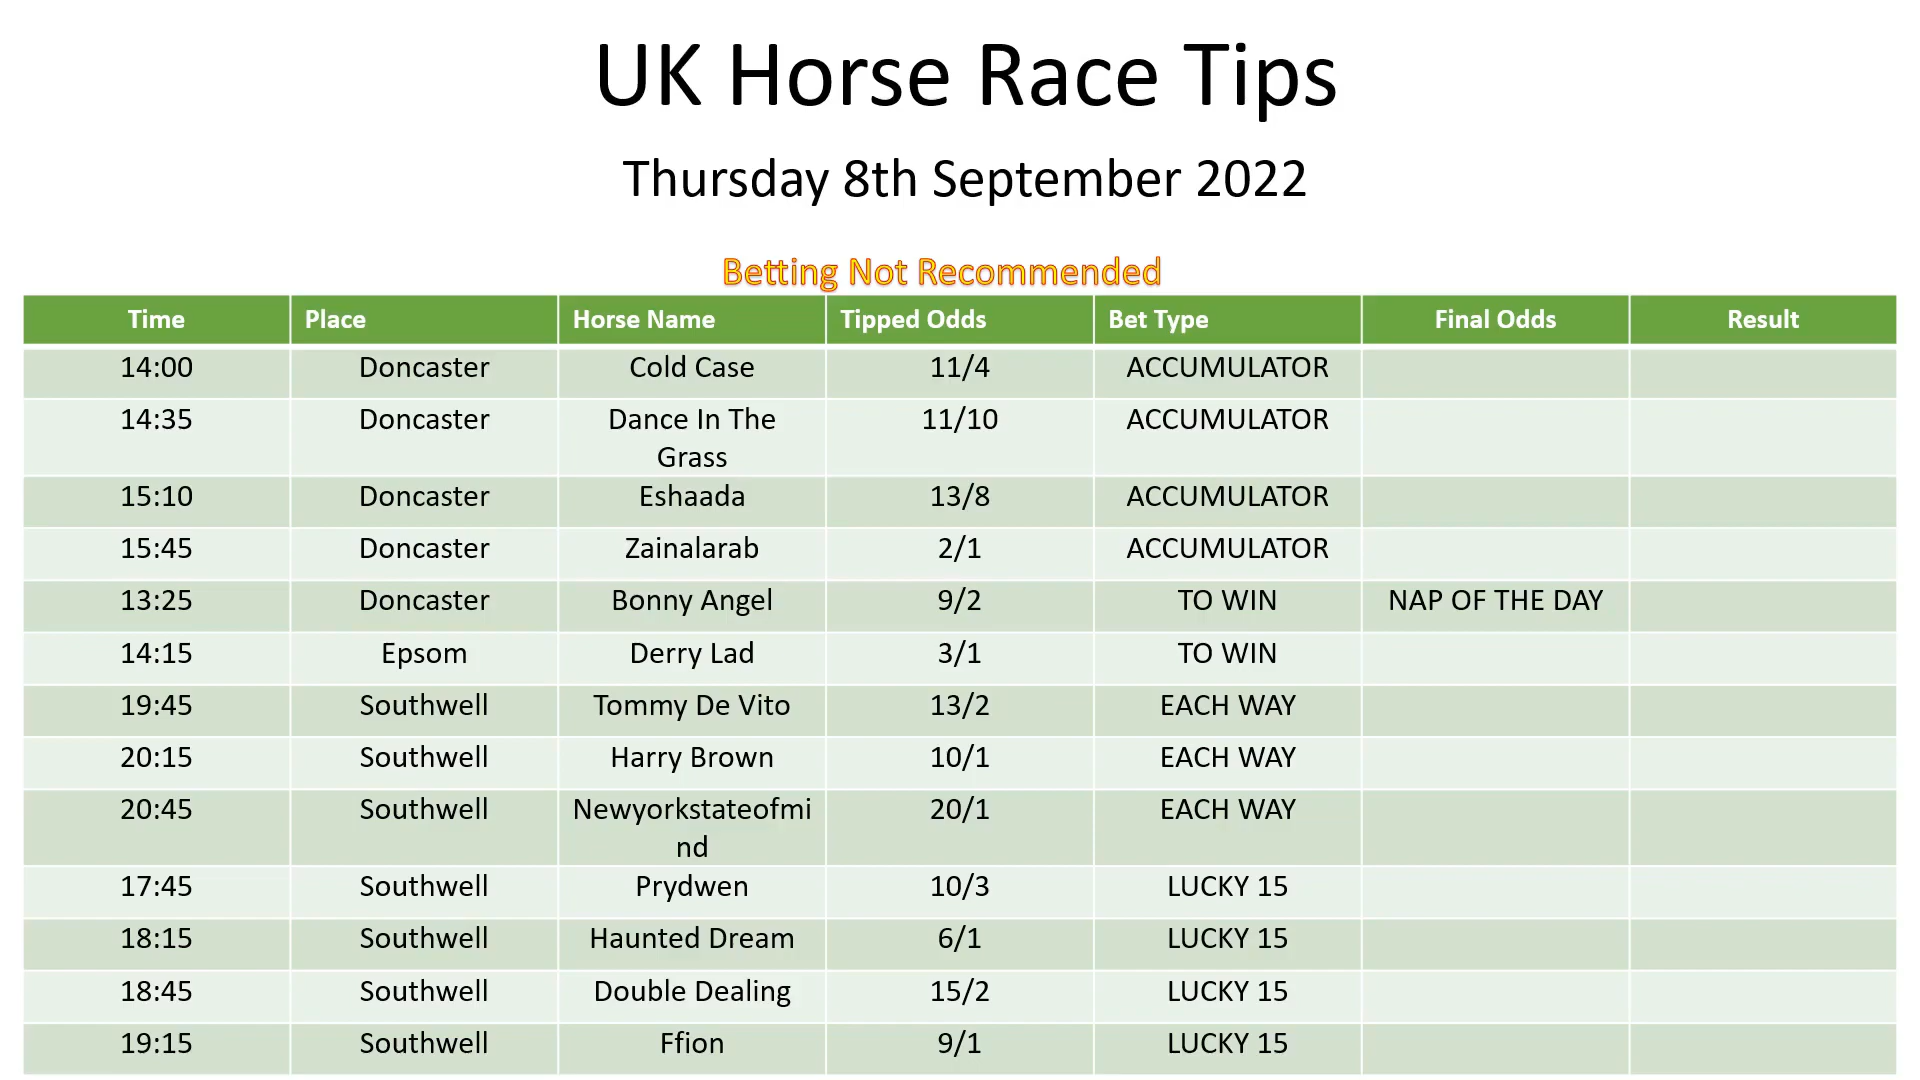 UK Horse Race Tips
Thursday 8th September 2022
Betting Not Recommended
Time Place Horse Name Tipped Odds Bet Type Final Odds Result
14:00 Doncaster Cold Case 11/4 ACCUMULATOR
14:35 Doncaster Dance In The 11/10 ACCUMULATOR
Grass
15:10 Doncaster Eshaada 13/8 ACCUMULATOR
15:45 Doncaster Zainalarab 2/1 ACCUMULATOR
13:25 Doncaster Bonny Angel 9/2 TO WIN NAP OF THE DAY
14:15 Epsom Derry Lad 3/1 TO WIN
19:45 Southwell Tommy De Vito 13/2 EACH WAY
20:15 Southwell Harry Brown 10/1 EACH WAY
20:45 Southwell Newyorkstateofmi 20/1 EACH WAY
nd
17:45 Southwell Prydwen 10/3 LUCKY 15
18:15 Southwell Haunted Dream 6/1 LUCKY 15
18:45 Southwell Double Dealing 15/2 LUCKY 15
19:15 Southwell Ffion 9/1 LUCKY 15